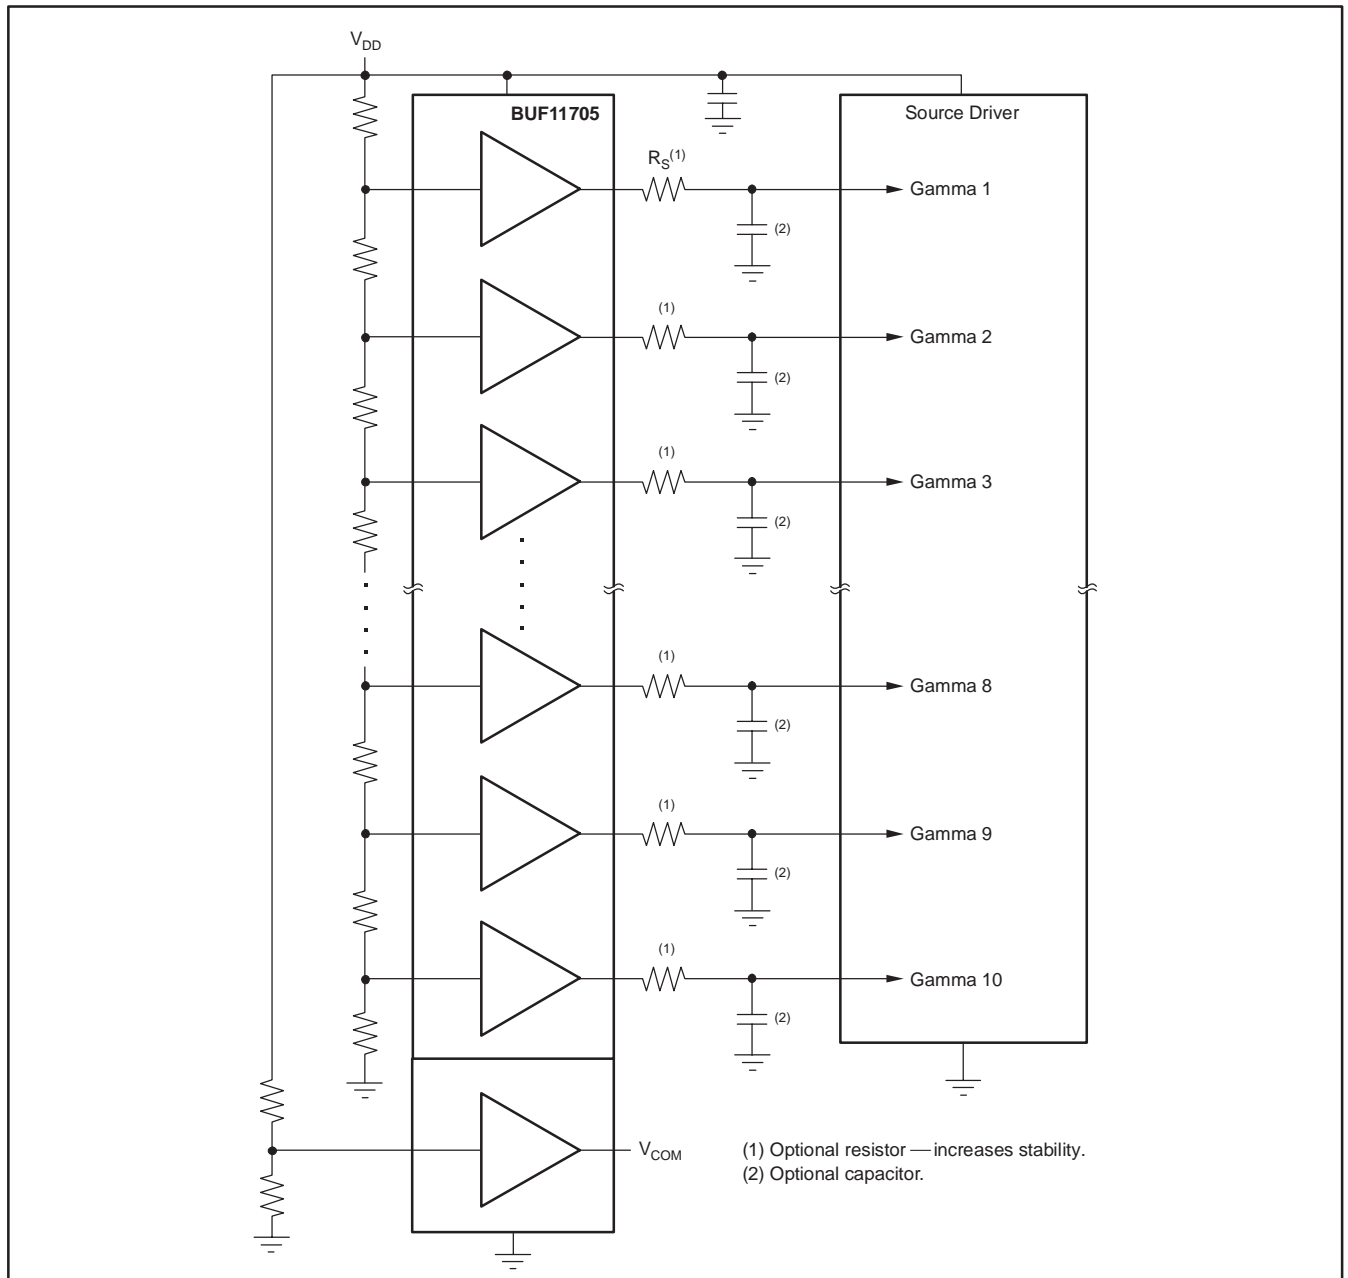 V_DD
BUF11705
Source Driver
R_S(1)
Gamma 1
(2)
(1)
Gamma 2
(2)
(1)
Gamma 3
(2)
(1)
Gamma 8
(2)
(1)
Gamma 9
(2)
(1)
Gamma 10
(2)
V_COM
(1) Optional resistor — increases stability.
(2) Optional capacitor.